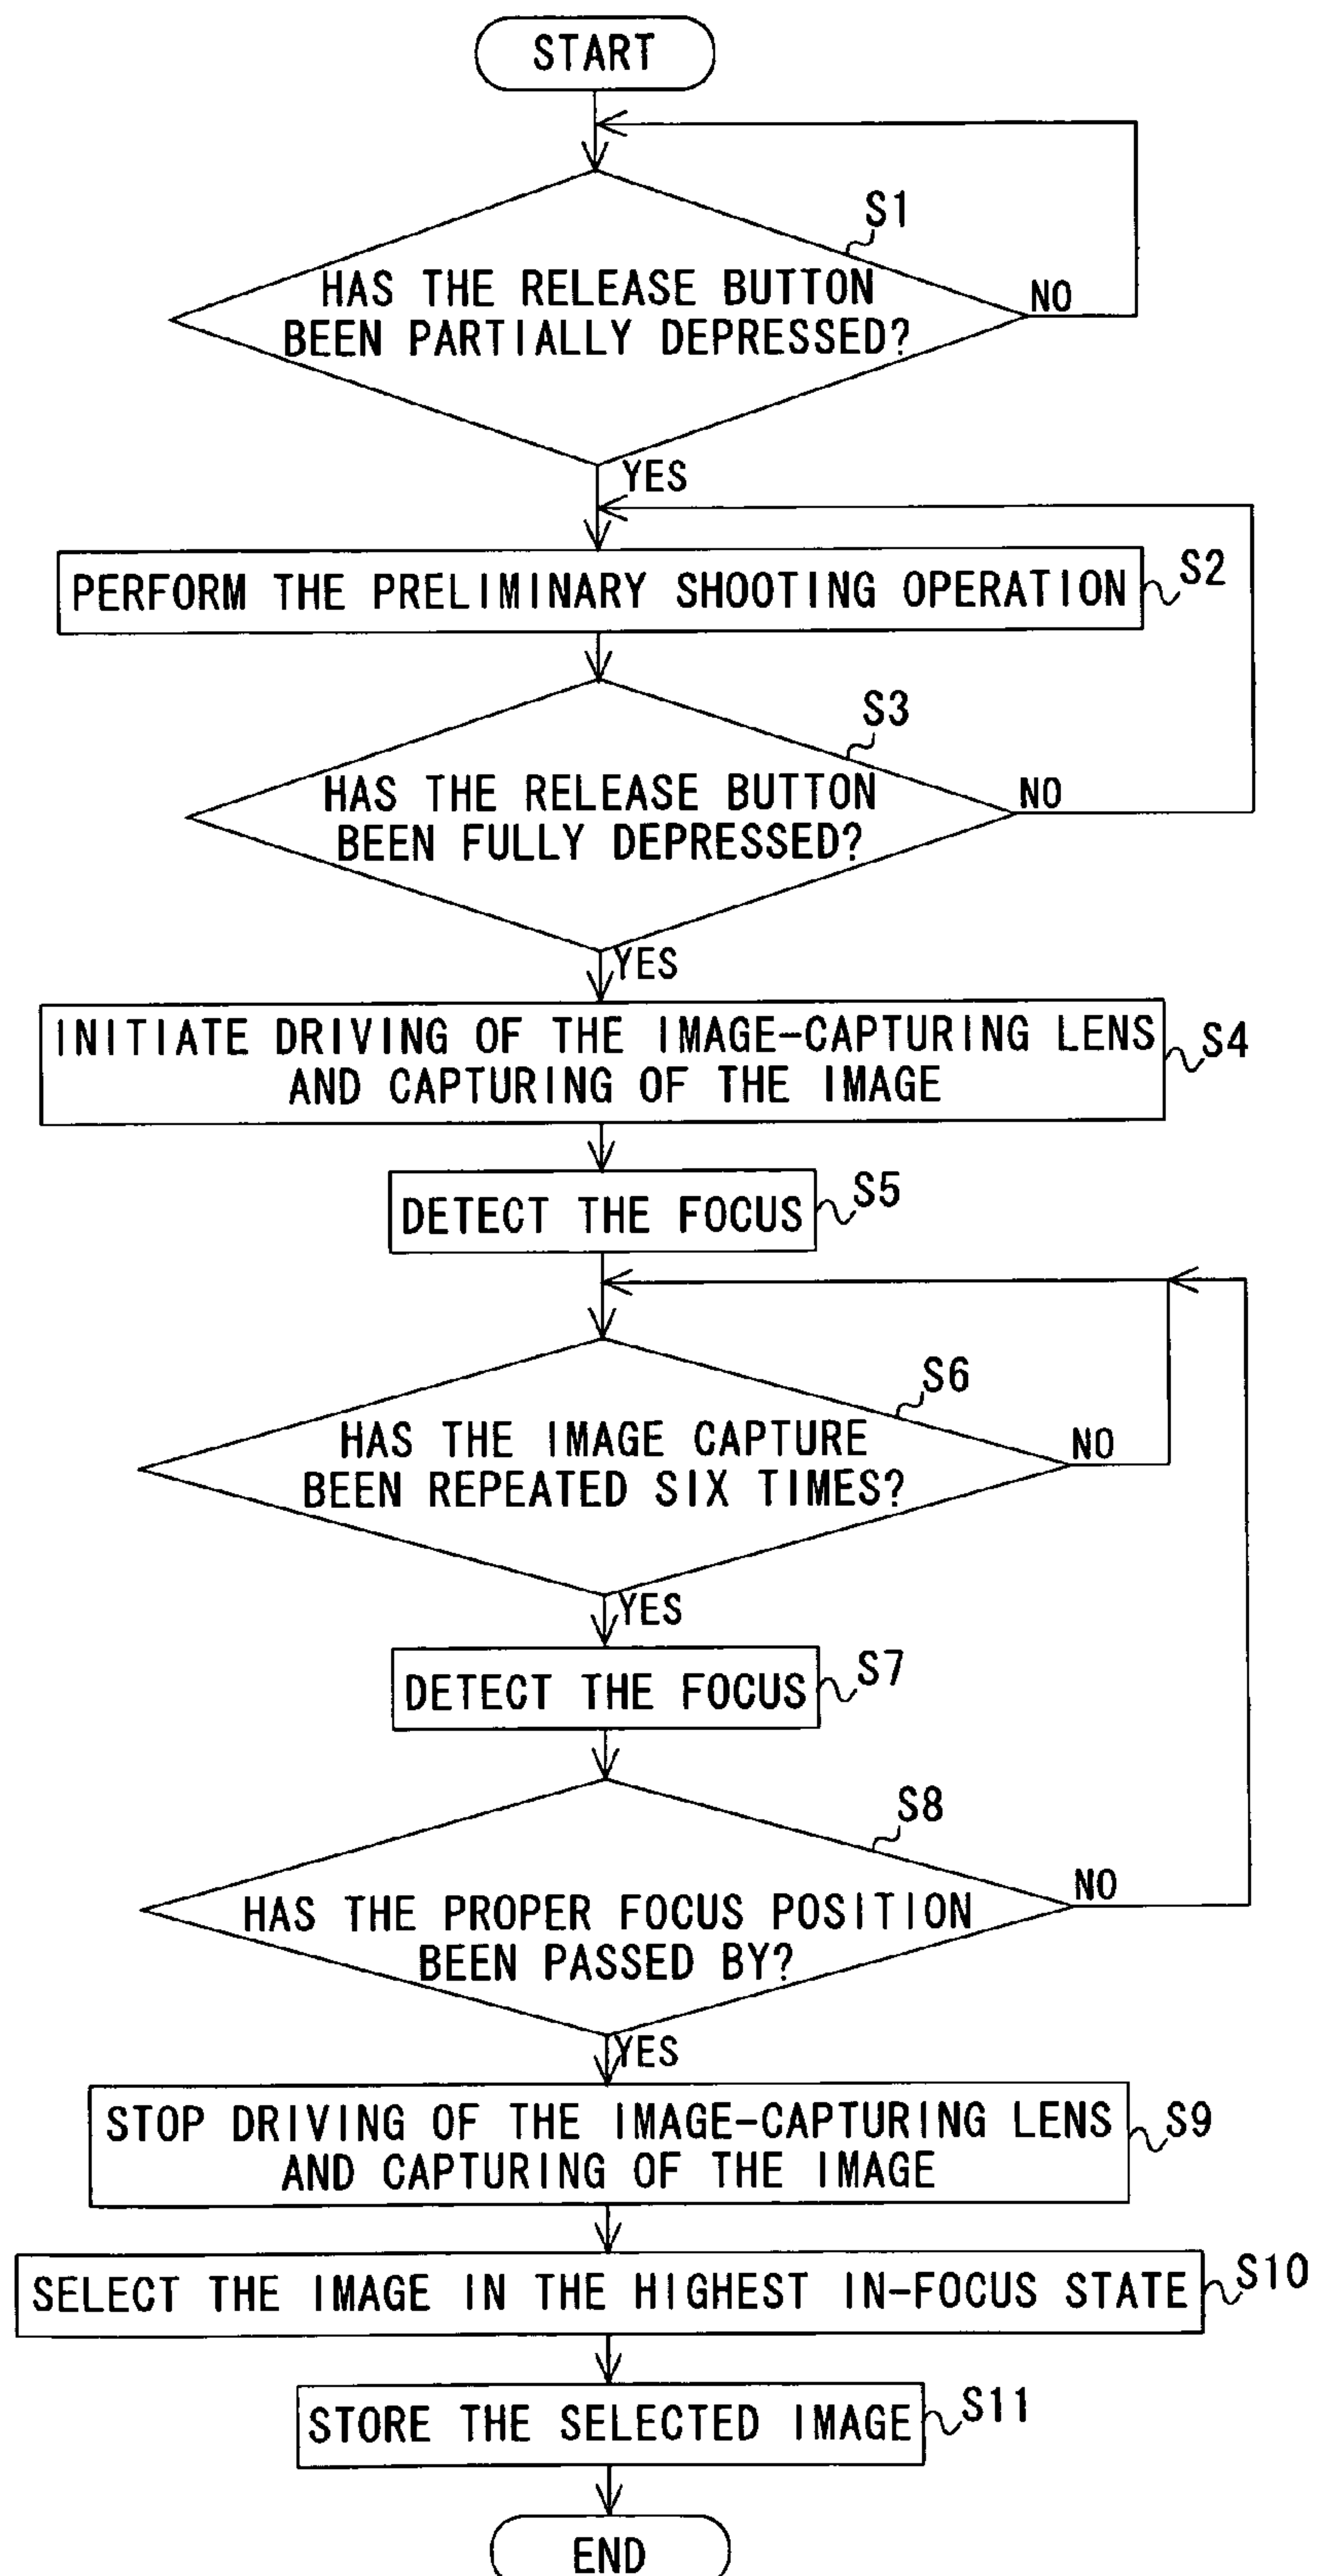 START
S1
HAS THE RELEASE BUTTON
BEEN PARTIALLY DEPRESSED?
NO
YES
PERFORM THE PRELIMINARY SHOOTING OPERATION
S2
S3
HAS THE RELEASE BUTTON
BEEN FULLY DEPRESSED?
NO
YES
INITIATE DRIVING OF THE IMAGE-CAPTURING LENS
AND CAPTURING OF THE IMAGE
S4
DETECT THE FOCUS
S5
S6
HAS THE IMAGE CAPTURE
BEEN REPEATED SIX TIMES?
NO
YES
DETECT THE FOCUS
S7
S8
HAS THE PROPER FOCUS POSITION
BEEN PASSED BY?
NO
YES
STOP DRIVING OF THE IMAGE-CAPTURING LENS
AND CAPTURING OF THE IMAGE
S9
SELECT THE IMAGE IN THE HIGHEST IN-FOCUS STATE
S10
STORE THE SELECTED IMAGE
S11
END